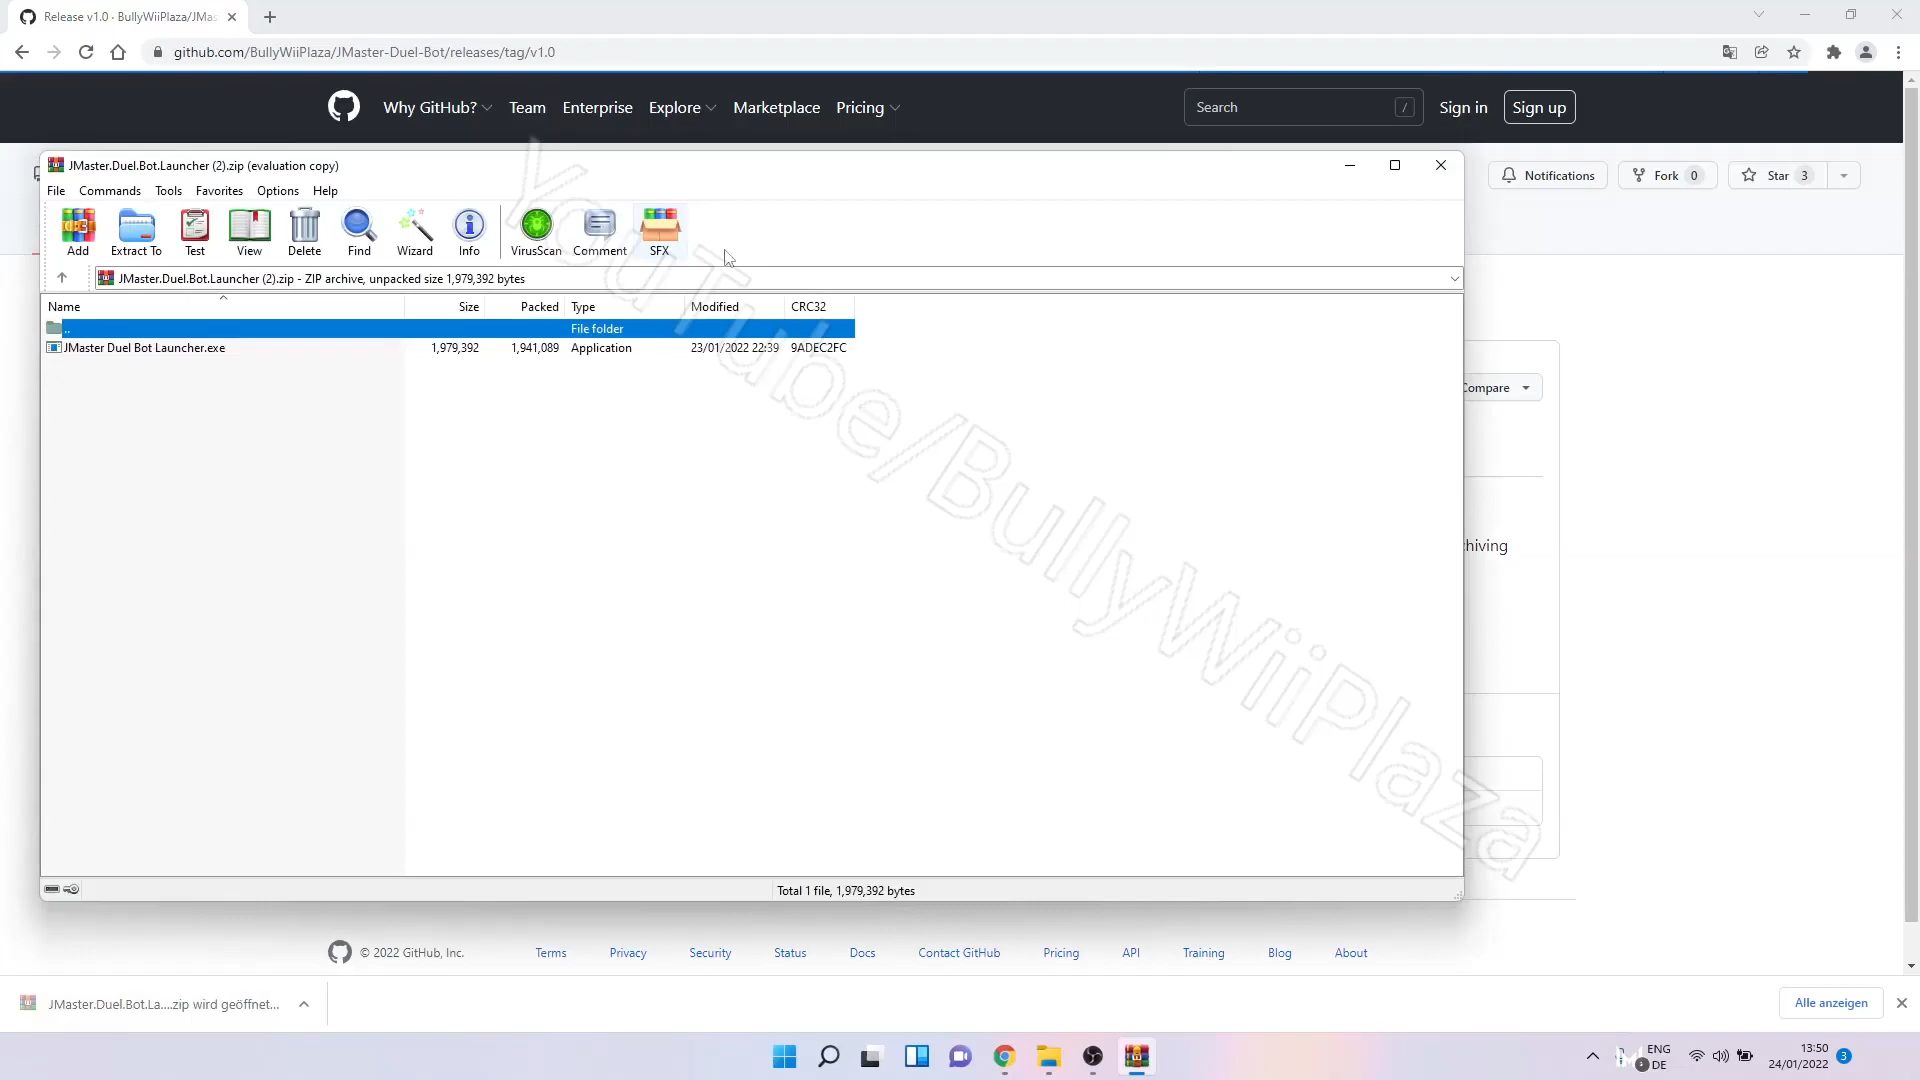 Release v1.0 · BullyWiiPlaza/JMas
github.com/BullyWiiPlaza/JMaster-Duel-Bot/releases/tag/v1.0
Why GitHub? Team Enterprise Explore Marketplace Pricing Search / Sign in Sign up
JMaster.Duel.Bot.Launcher (2).zip (evaluation copy)
Notifications Fork 0 Star 3
File Commands Tools Favorites Options Help
Add Extract To Test View Delete Find Wizard Info VirusScan Comment SFX
JMaster.Duel.Bot.Launcher (2).zip - ZIP archive, unpacked size 1,979,392 bytes
Name Size Packed Type Modified CRC32
.. File folder
JMaster Duel Bot Launcher.exe 1,979,392 1,941,089 Application 23/01/2022 22:39 9ADEC2FC
Compare
chiving
YouTube/BullyWiiPlaza
Total 1 file, 1,979,392 bytes
© 2022 GitHub, Inc. Terms Privacy Security Status Docs Contact GitHub Pricing API Training Blog About
JMaster.Duel.Bot.La....zip wird geöffnet... Alle anzeigen
ENG 13:50
DE 24/01/2022 3